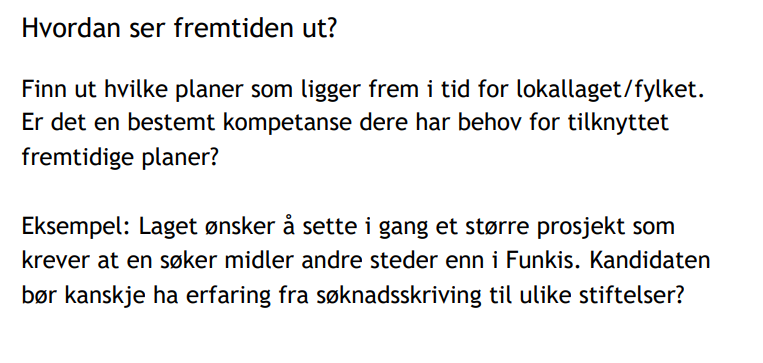 Hvordan ser fremtiden ut?
Finn ut hvilke planer som ligger frem i tid for lokallaget/fylket.
Er det en bestemt kompetanse dere har behov for tilknyttet
fremtidige planer?
Eksempel: Laget ønsker å sette i gang et større prosjekt som
krever at en søker midler andre steder enn i Funkis. Kandidaten
bør kanskje ha erfaring fra søknadsskriving til ulike stiftelser?